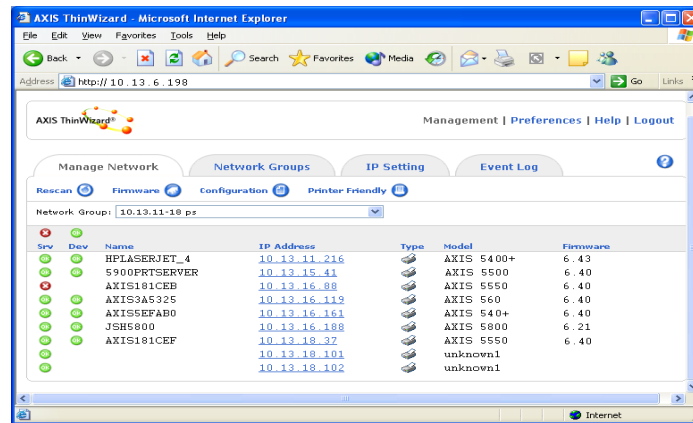 AXIS ThinWizard - Microsoft Internet Explorer
File Edit View Favorites Tools Help
Back Search Favorites Media
Address http://10.13.6.198 Go Links
AXIS ThinWizard® Management | Preferences | Help | Logout
Manage Network Network Groups IP Setting Event Log
Rescan Firmware Configuration Printer Friendly
Network Group: 10.13.11-18 ps
Srv Dev Name IP Address Type Model Firmware
HPLASERJET_4 10.13.11.216 AXIS 5400+ 6.43
5900PRTSERVER 10.13.15.41 AXIS 5500 6.40
AXIS181CEB 10.13.16.88 AXIS 5550 6.40
AXIS3A5325 10.13.16.119 AXIS 560 6.40
AXIS5EFAB0 10.13.16.161 AXIS 540+ 6.40
JSH5800 10.13.16.188 AXIS 5800 6.21
AXIS181CEF 10.13.18.37 AXIS 5550 6.40
10.13.18.101 unknown1
10.13.18.102 unknown1
Internet